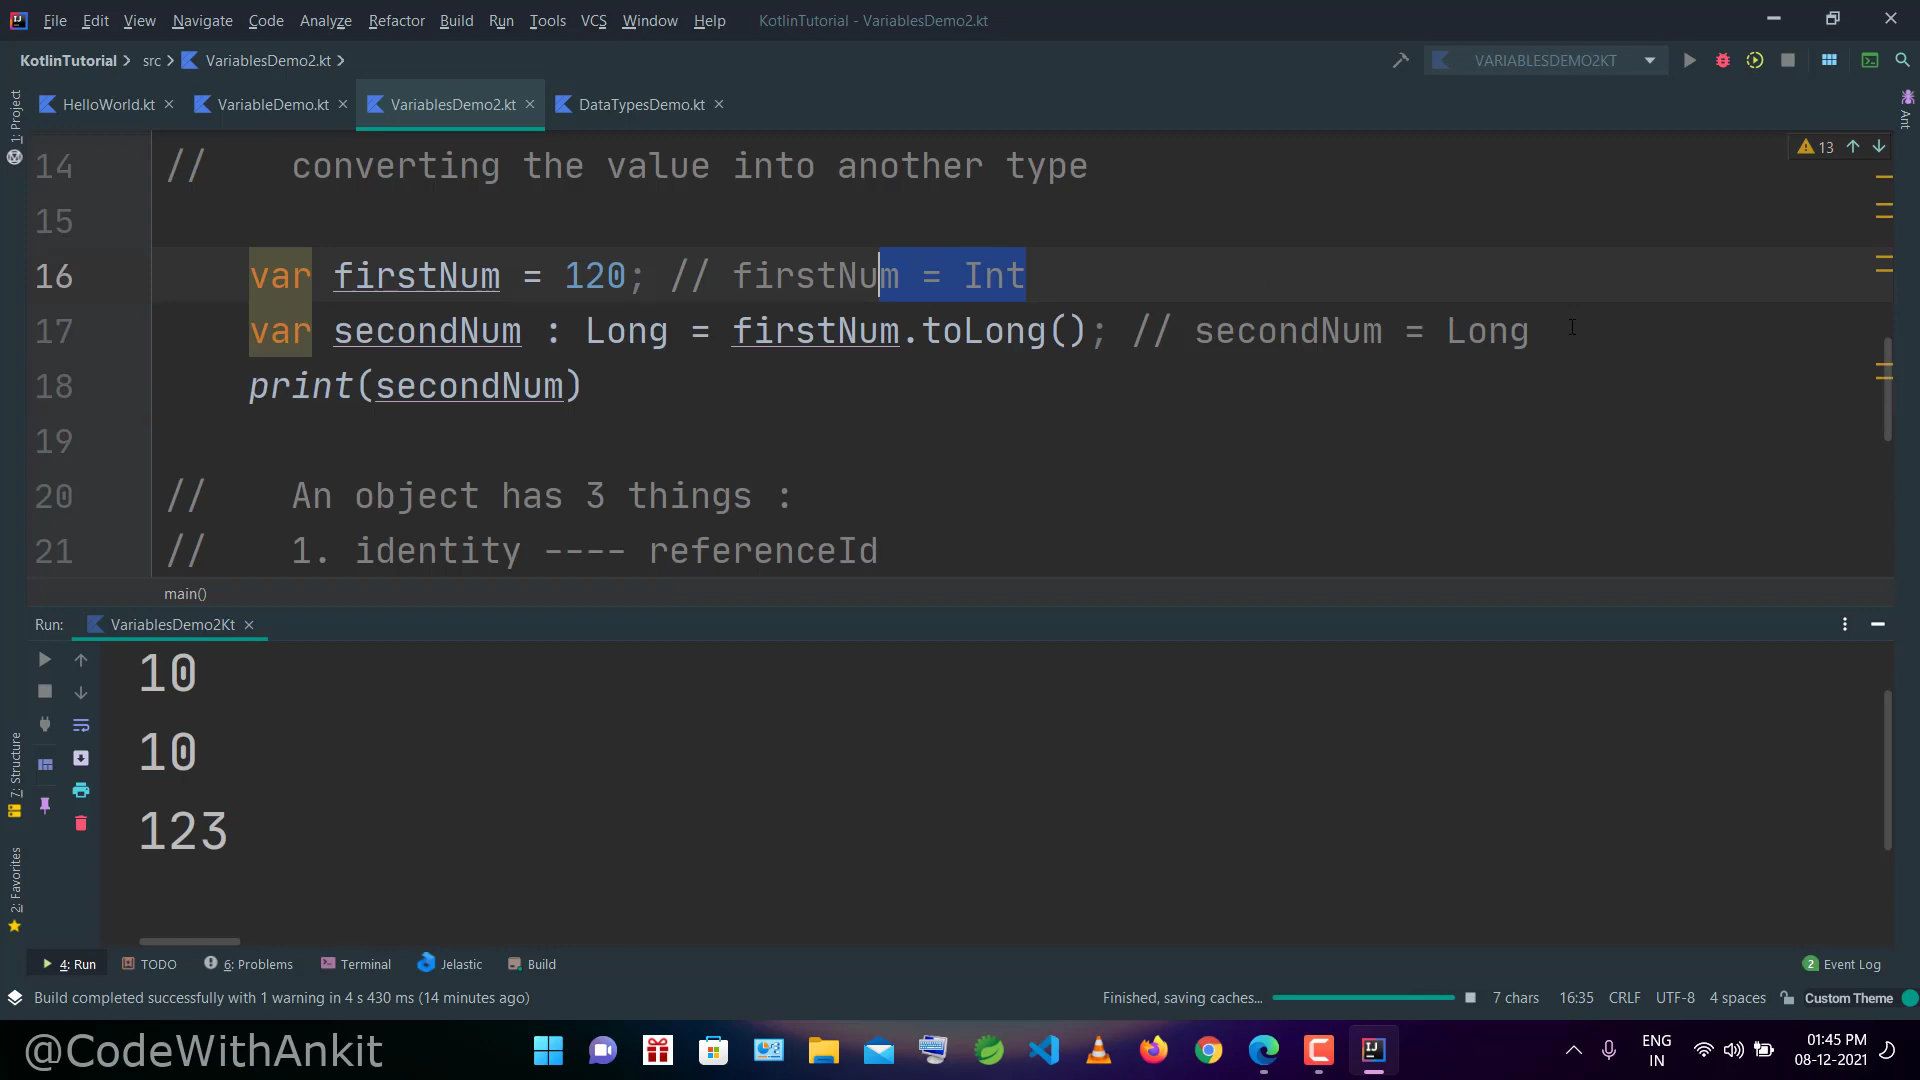 File Edit View Navigate Code Analyze Refactor Build Run Tools VCS Window Help KotlinTutorial - VariablesDemo2.kt
KotlinTutorial src VariablesDemo2.kt VARIABLESDEMO2KT
HelloWorld.kt VariableDemo.kt VariablesDemo2.kt DataTypesDemo.kt
1: Project
Ant
13
14 // converting the value into another type
15
16 var firstNum = 120; // firstNum = Int
17 var secondNum : Long = firstNum.toLong(); // secondNum = Long
18 print(secondNum)
19
20 // An object has 3 things :
21 // 1. identity ---- referenceId
main()
Run: VariablesDemo2Kt
10
10
123
7: Structure
2: Favorites
4: Run TODO 6: Problems Terminal Jelastic Build 2 Event Log
Build completed successfully with 1 warning in 4 s 430 ms (14 minutes ago) Finished, saving caches... 7 chars 16:35 CRLF UTF-8 4 spaces Custom Theme
@CodeWithAnkit
ENG
IN
01:45 PM
08-12-2021